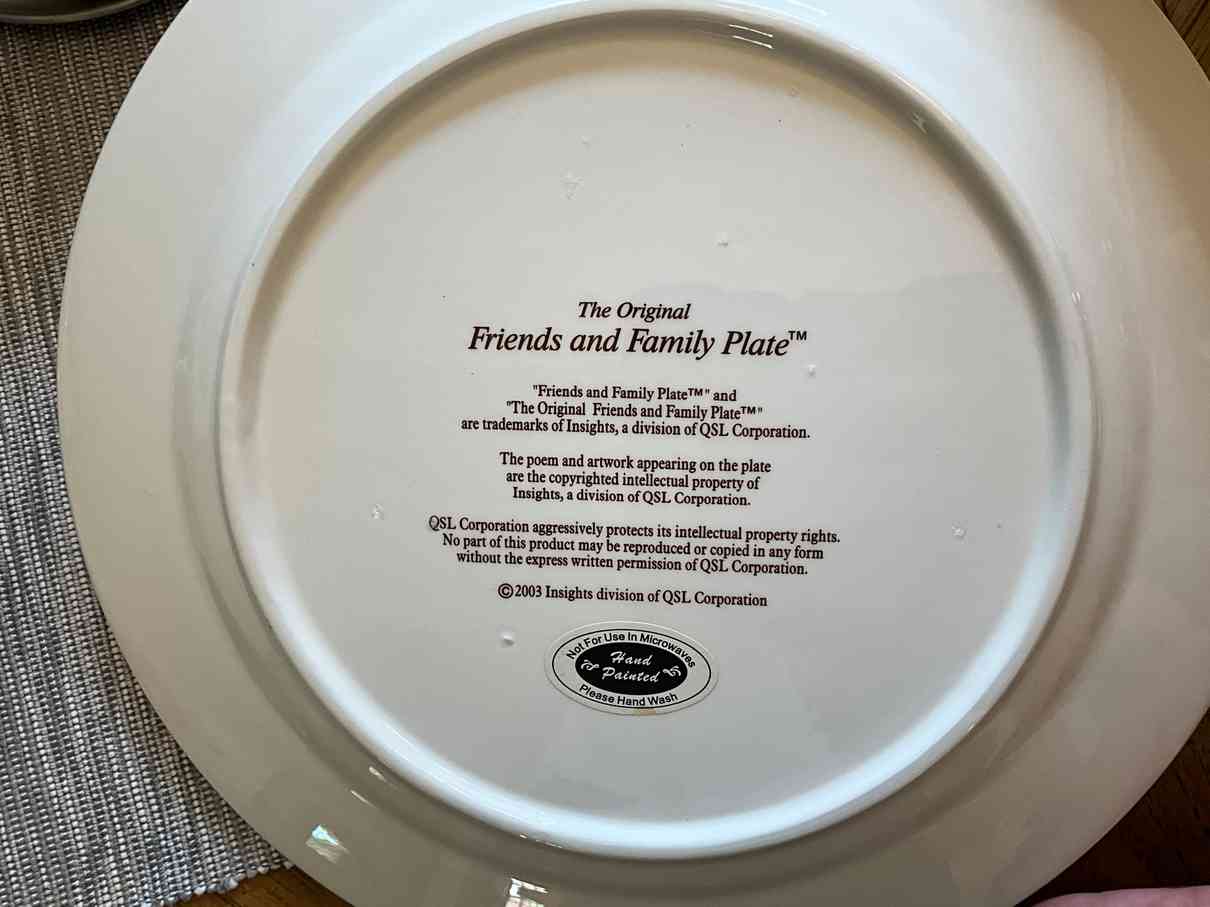 The Original
Friends and Family Plate™
"Friends and Family Plate™" and
"The Original Friends and Family Plate™"
are trademarks of Insights, a division of QSL Corporation.
The poem and artwork appearing on the plate
are the copyrighted intellectual property of
Insights, a division of QSL Corporation.
QSL Corporation aggressively protects its intellectual property rights.
No part of this product may be reproduced or copied in any form
without the express written permission of QSL Corporation.
©2003 Insights division of QSL Corporation
Not For Use In Microwaves
Hand
Painted
Please Hand Wash